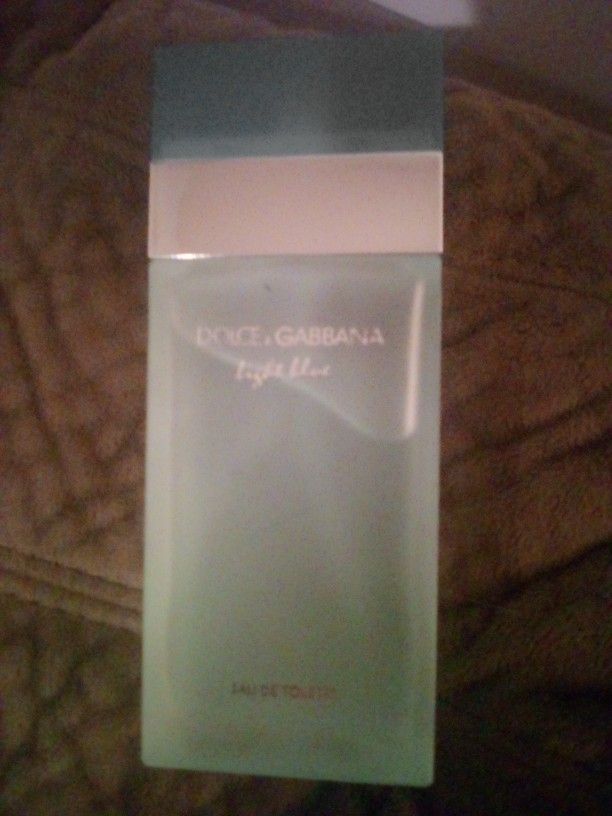 DOLCE & GABBANA
light blue
EAU DE TOILETTE